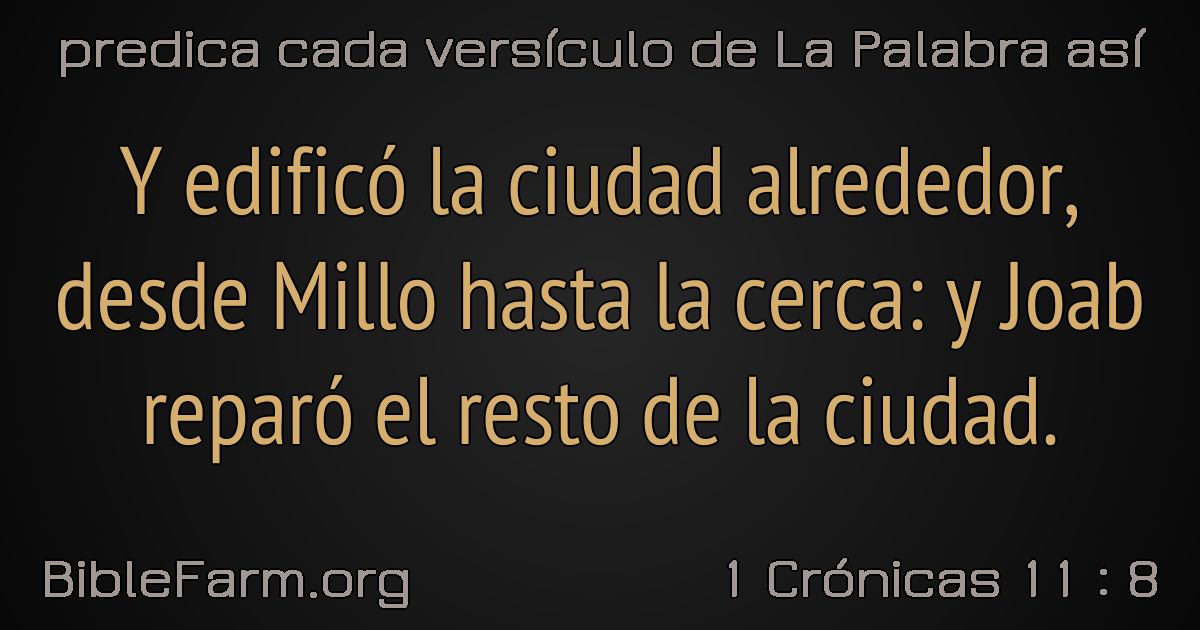 predica cada versículo de La Palabra así
Y edificó la ciudad alrededor,
desde Millo hasta la cerca: y Joab
reparó el resto de la ciudad.
BibleFarm.org
1 Crónicas 11 : 8